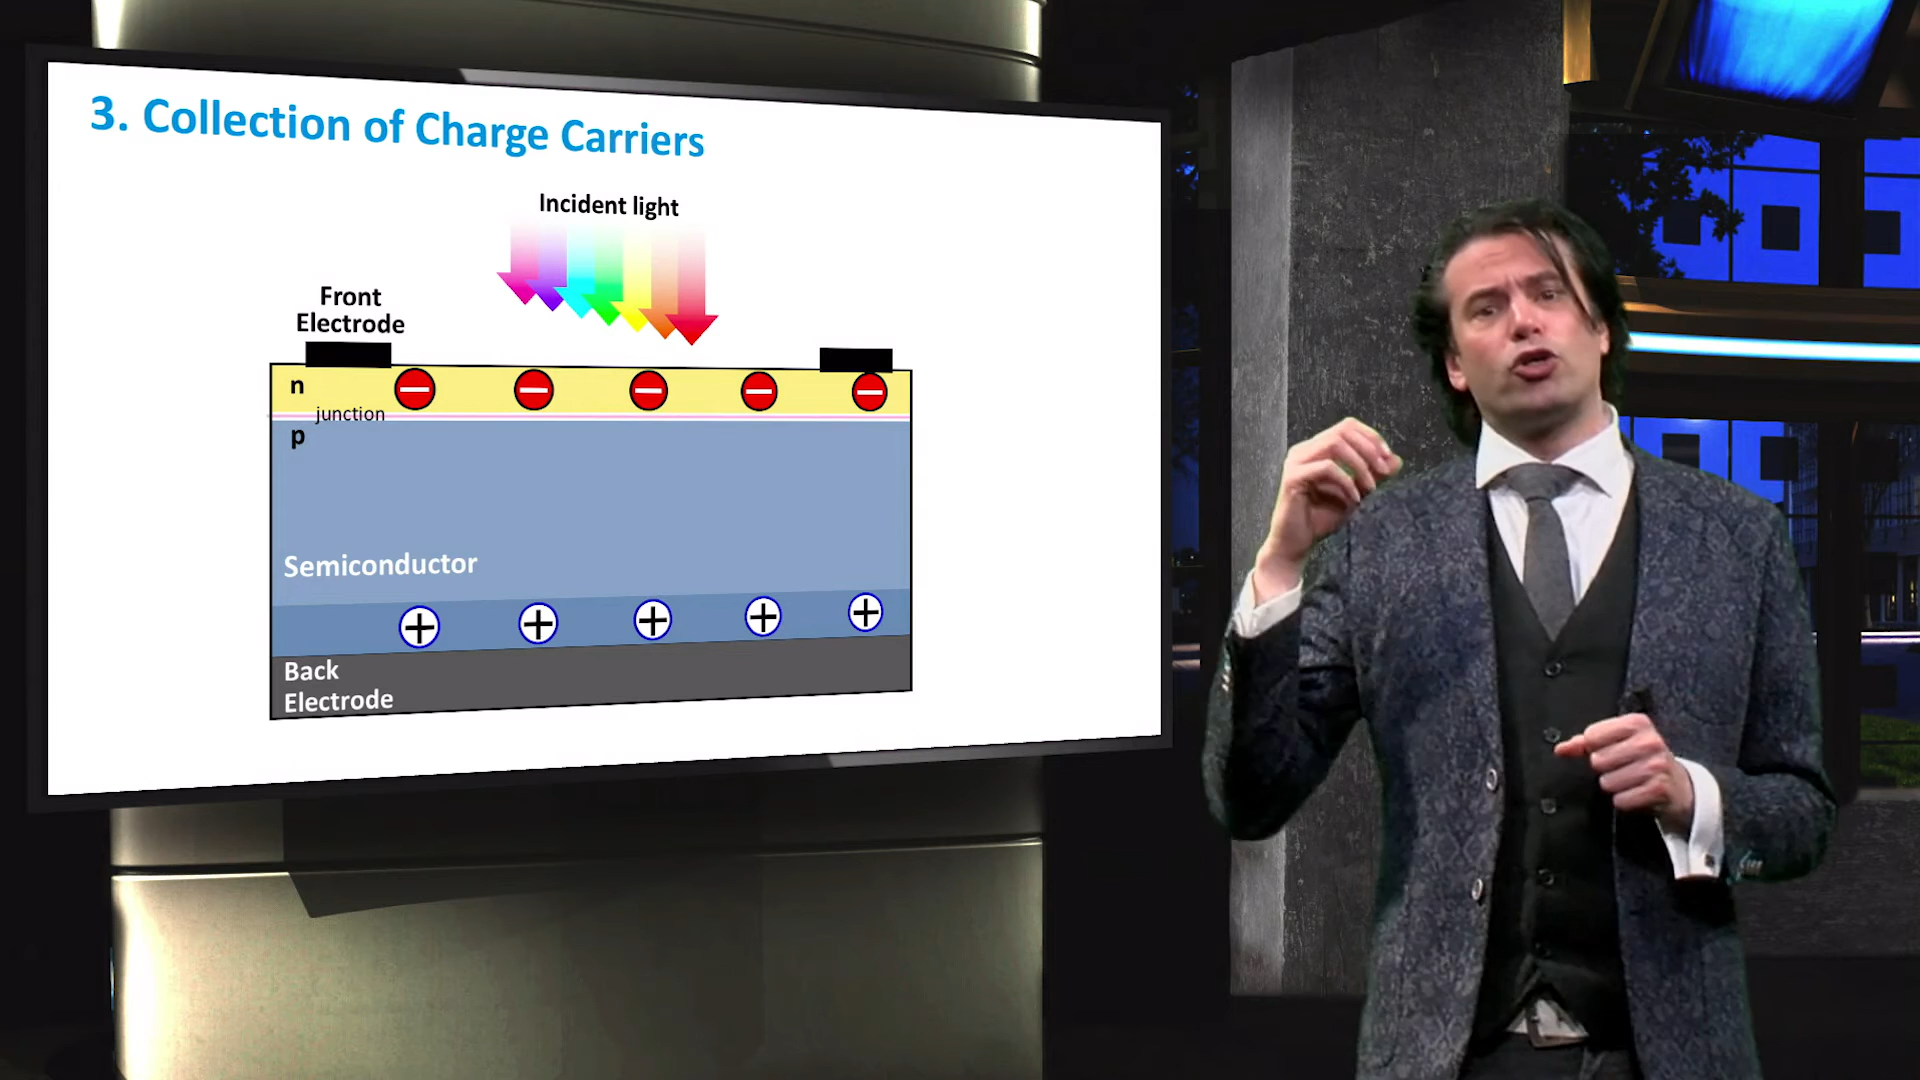 3. Collection of Charge Carriers
Incident light
Front
Electrode
n
junction
p
Semiconductor
Back
Electrode